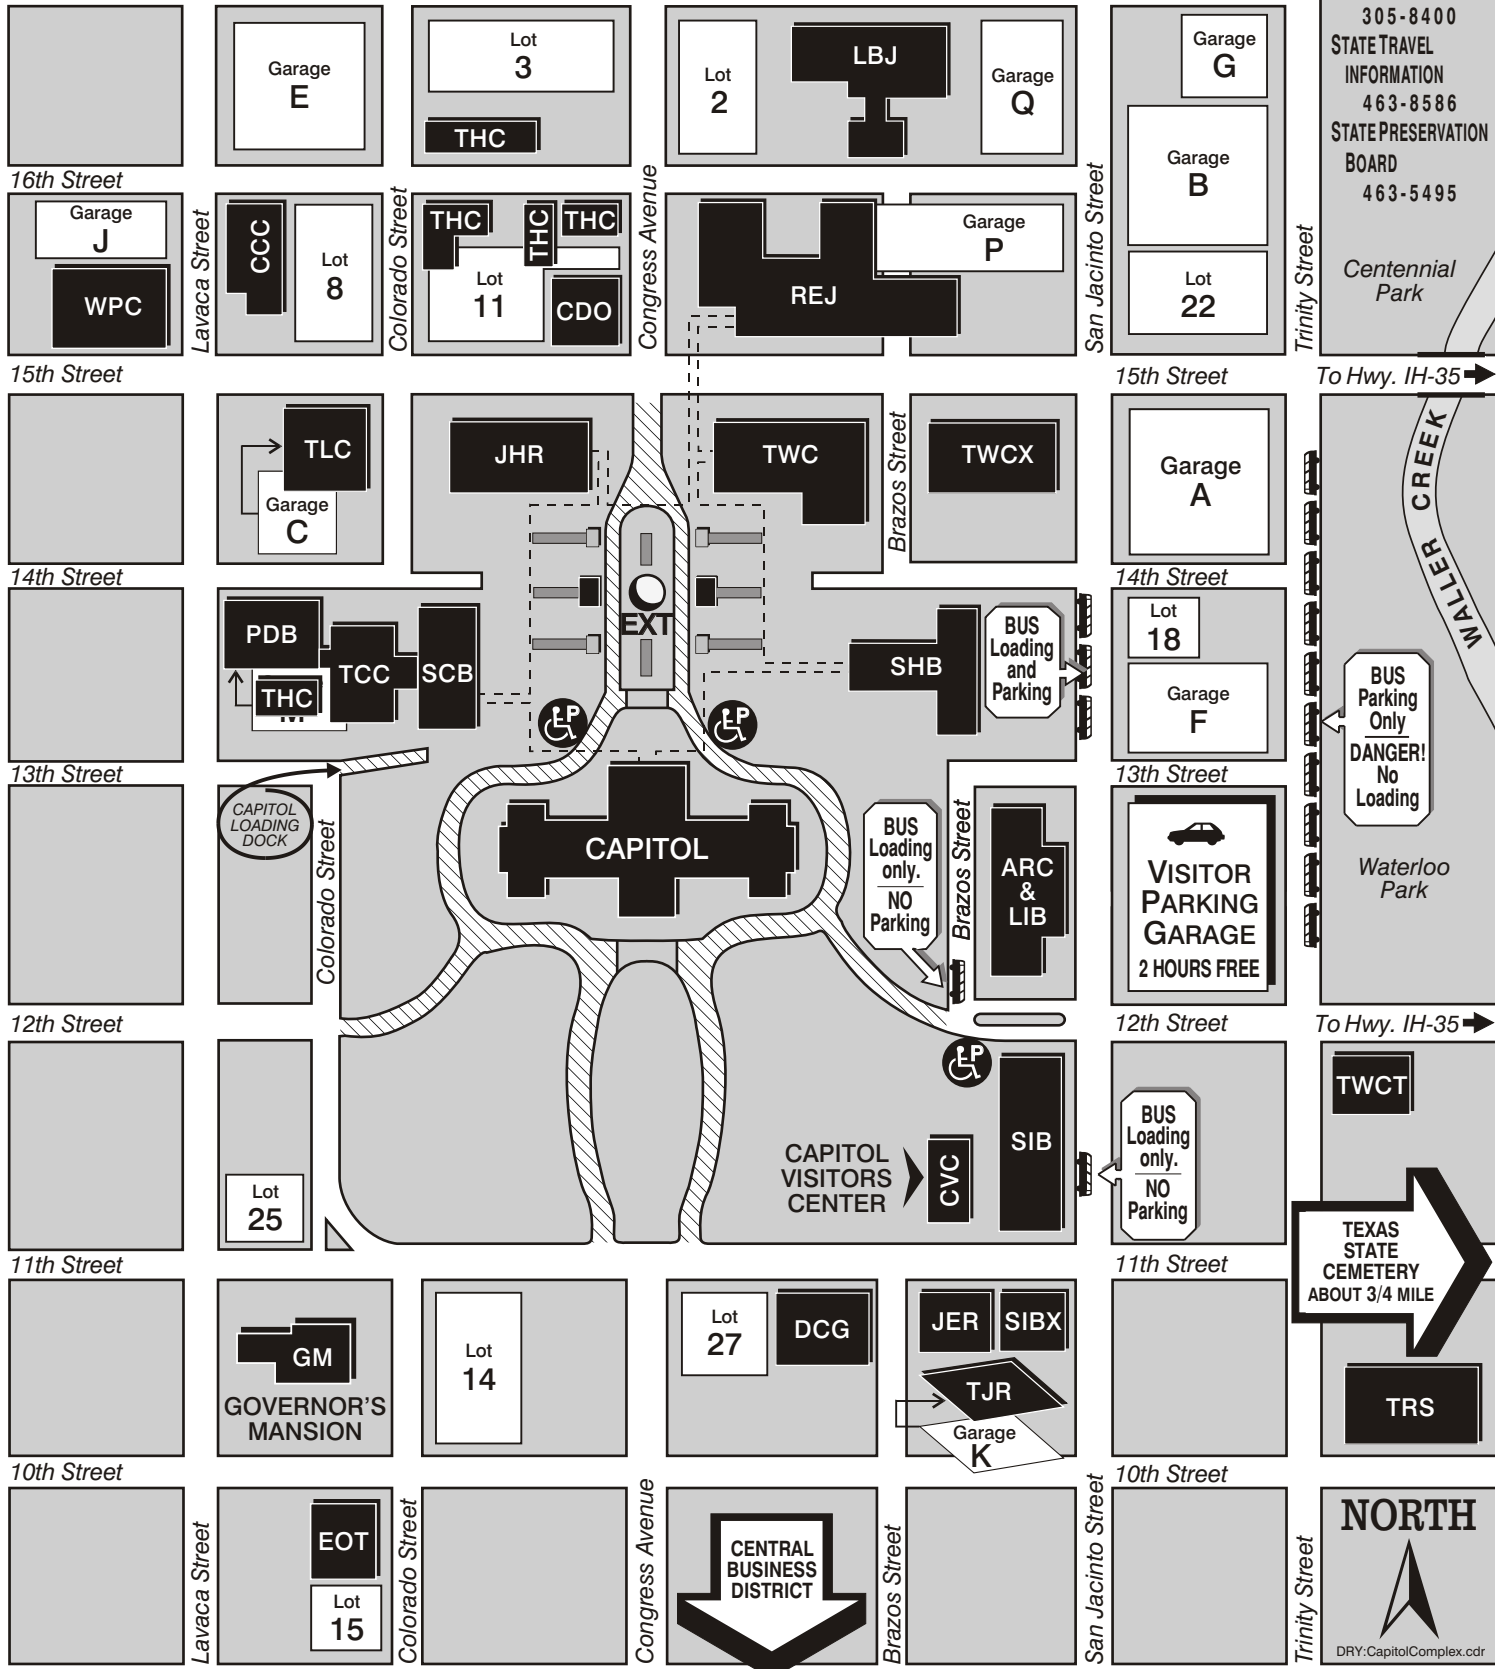 305-8400
STATE TRAVEL
INFORMATION
463-8586
STATE PRESERVATION
BOARD
463-5495
Garage
E
Lot
3
THC
Lot
2
LBJ
Garage
Q
Garage
G
Garage
B
16th Street
Garage
J
WPC
Lavaca Street
CCC
Lot
8
Colorado Street
THC
THC
THC
Lot
11
CDO
Congress Avenue
REJ
Garage
P
San Jacinto Street
Lot
22
Trinity Street
Centennial
Park
15th Street
15th Street
To Hwy. IH-35
TLC
Garage
C
JHR
TWC
Brazos Street
TWCX
Garage
A
WALLER CREEK
14th Street
14th Street
PDB
THC
M
TCC
SCB
EXT
SHB
BUS
Loading
and
Parking
Lot
18
Garage
F
BUS
Parking
Only
DANGER!
No
Loading
P
P
13th Street
13th Street
CAPITOL
LOADING
DOCK
Colorado Street
CAPITOL
BUS
Loading
only.
NO
Parking
Brazos Street
ARC
&
LIB
VISITOR
PARKING
GARAGE
2 HOURS FREE
Waterloo
Park
12th Street
12th Street
To Hwy. IH-35
P
TWCT
Lot
25
CAPITOL
VISITORS
CENTER
CVC
SIB
BUS
Loading
only.
NO
Parking
TEXAS
STATE
CEMETERY
ABOUT 3/4 MILE
11th Street
11th Street
GM
GOVERNOR'S
MANSION
Lot
14
Lot
27
DCG
JER
SIBX
TJR
Garage
K
TRS
10th Street
10th Street
Lavaca Street
EOT
Lot
15
Colorado Street
Congress Avenue
CENTRAL
BUSINESS
DISTRICT
Brazos Street
San Jacinto Street
Trinity Street
NORTH
DRY:CapitolComplex.cdr